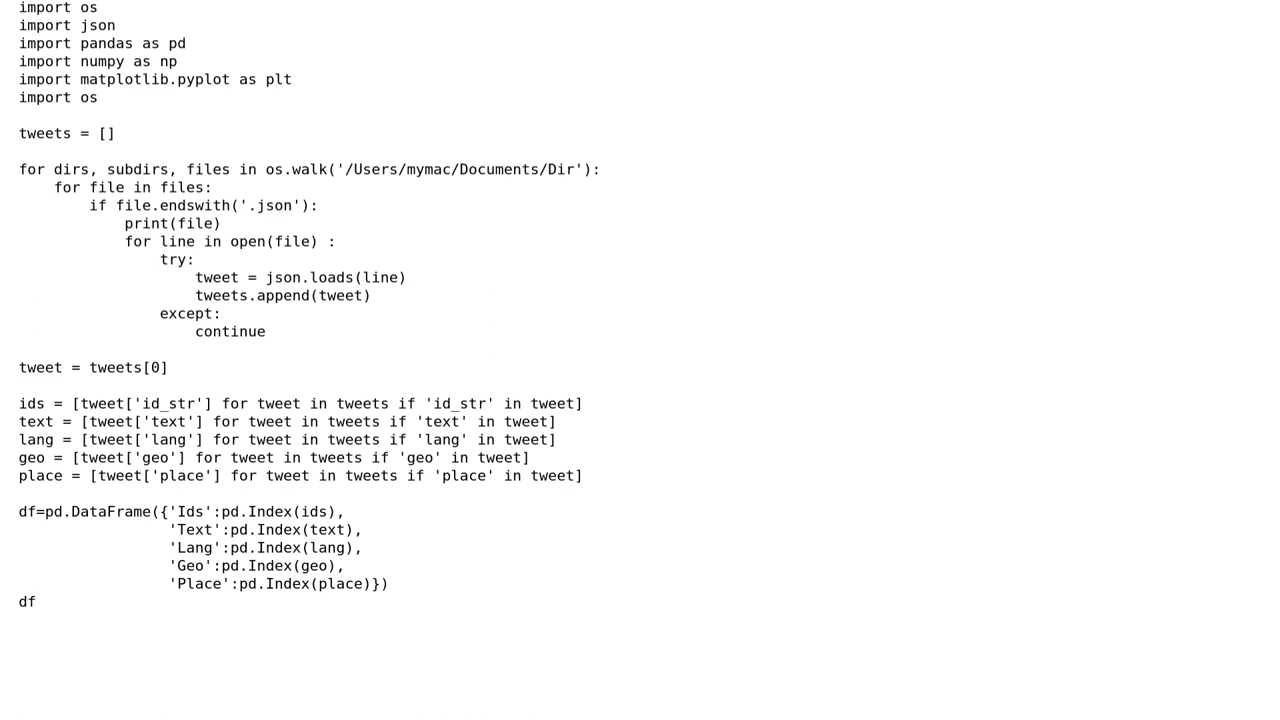 import os
import json
import pandas as pd
import numpy as np
import matplotlib.pyplot as plt
import os

tweets = []

for dirs, subdirs, files in os.walk('/Users/mymac/Documents/Dir'):
    for file in files:
        if file.endswith('.json'):
            print(file)
            for line in open(file) :
                try:
                    tweet = json.loads(line)
                    tweets.append(tweet)
                except:
                    continue

tweet = tweets[0]

ids = [tweet['id_str'] for tweet in tweets if 'id_str' in tweet]
text = [tweet['text'] for tweet in tweets if 'text' in tweet]
lang = [tweet['lang'] for tweet in tweets if 'lang' in tweet]
geo = [tweet['geo'] for tweet in tweets if 'geo' in tweet]
place = [tweet['place'] for tweet in tweets if 'place' in tweet]

df=pd.DataFrame({'Ids':pd.Index(ids),
                 'Text':pd.Index(text),
                 'Lang':pd.Index(lang),
                 'Geo':pd.Index(geo),
                 'Place':pd.Index(place)})
df